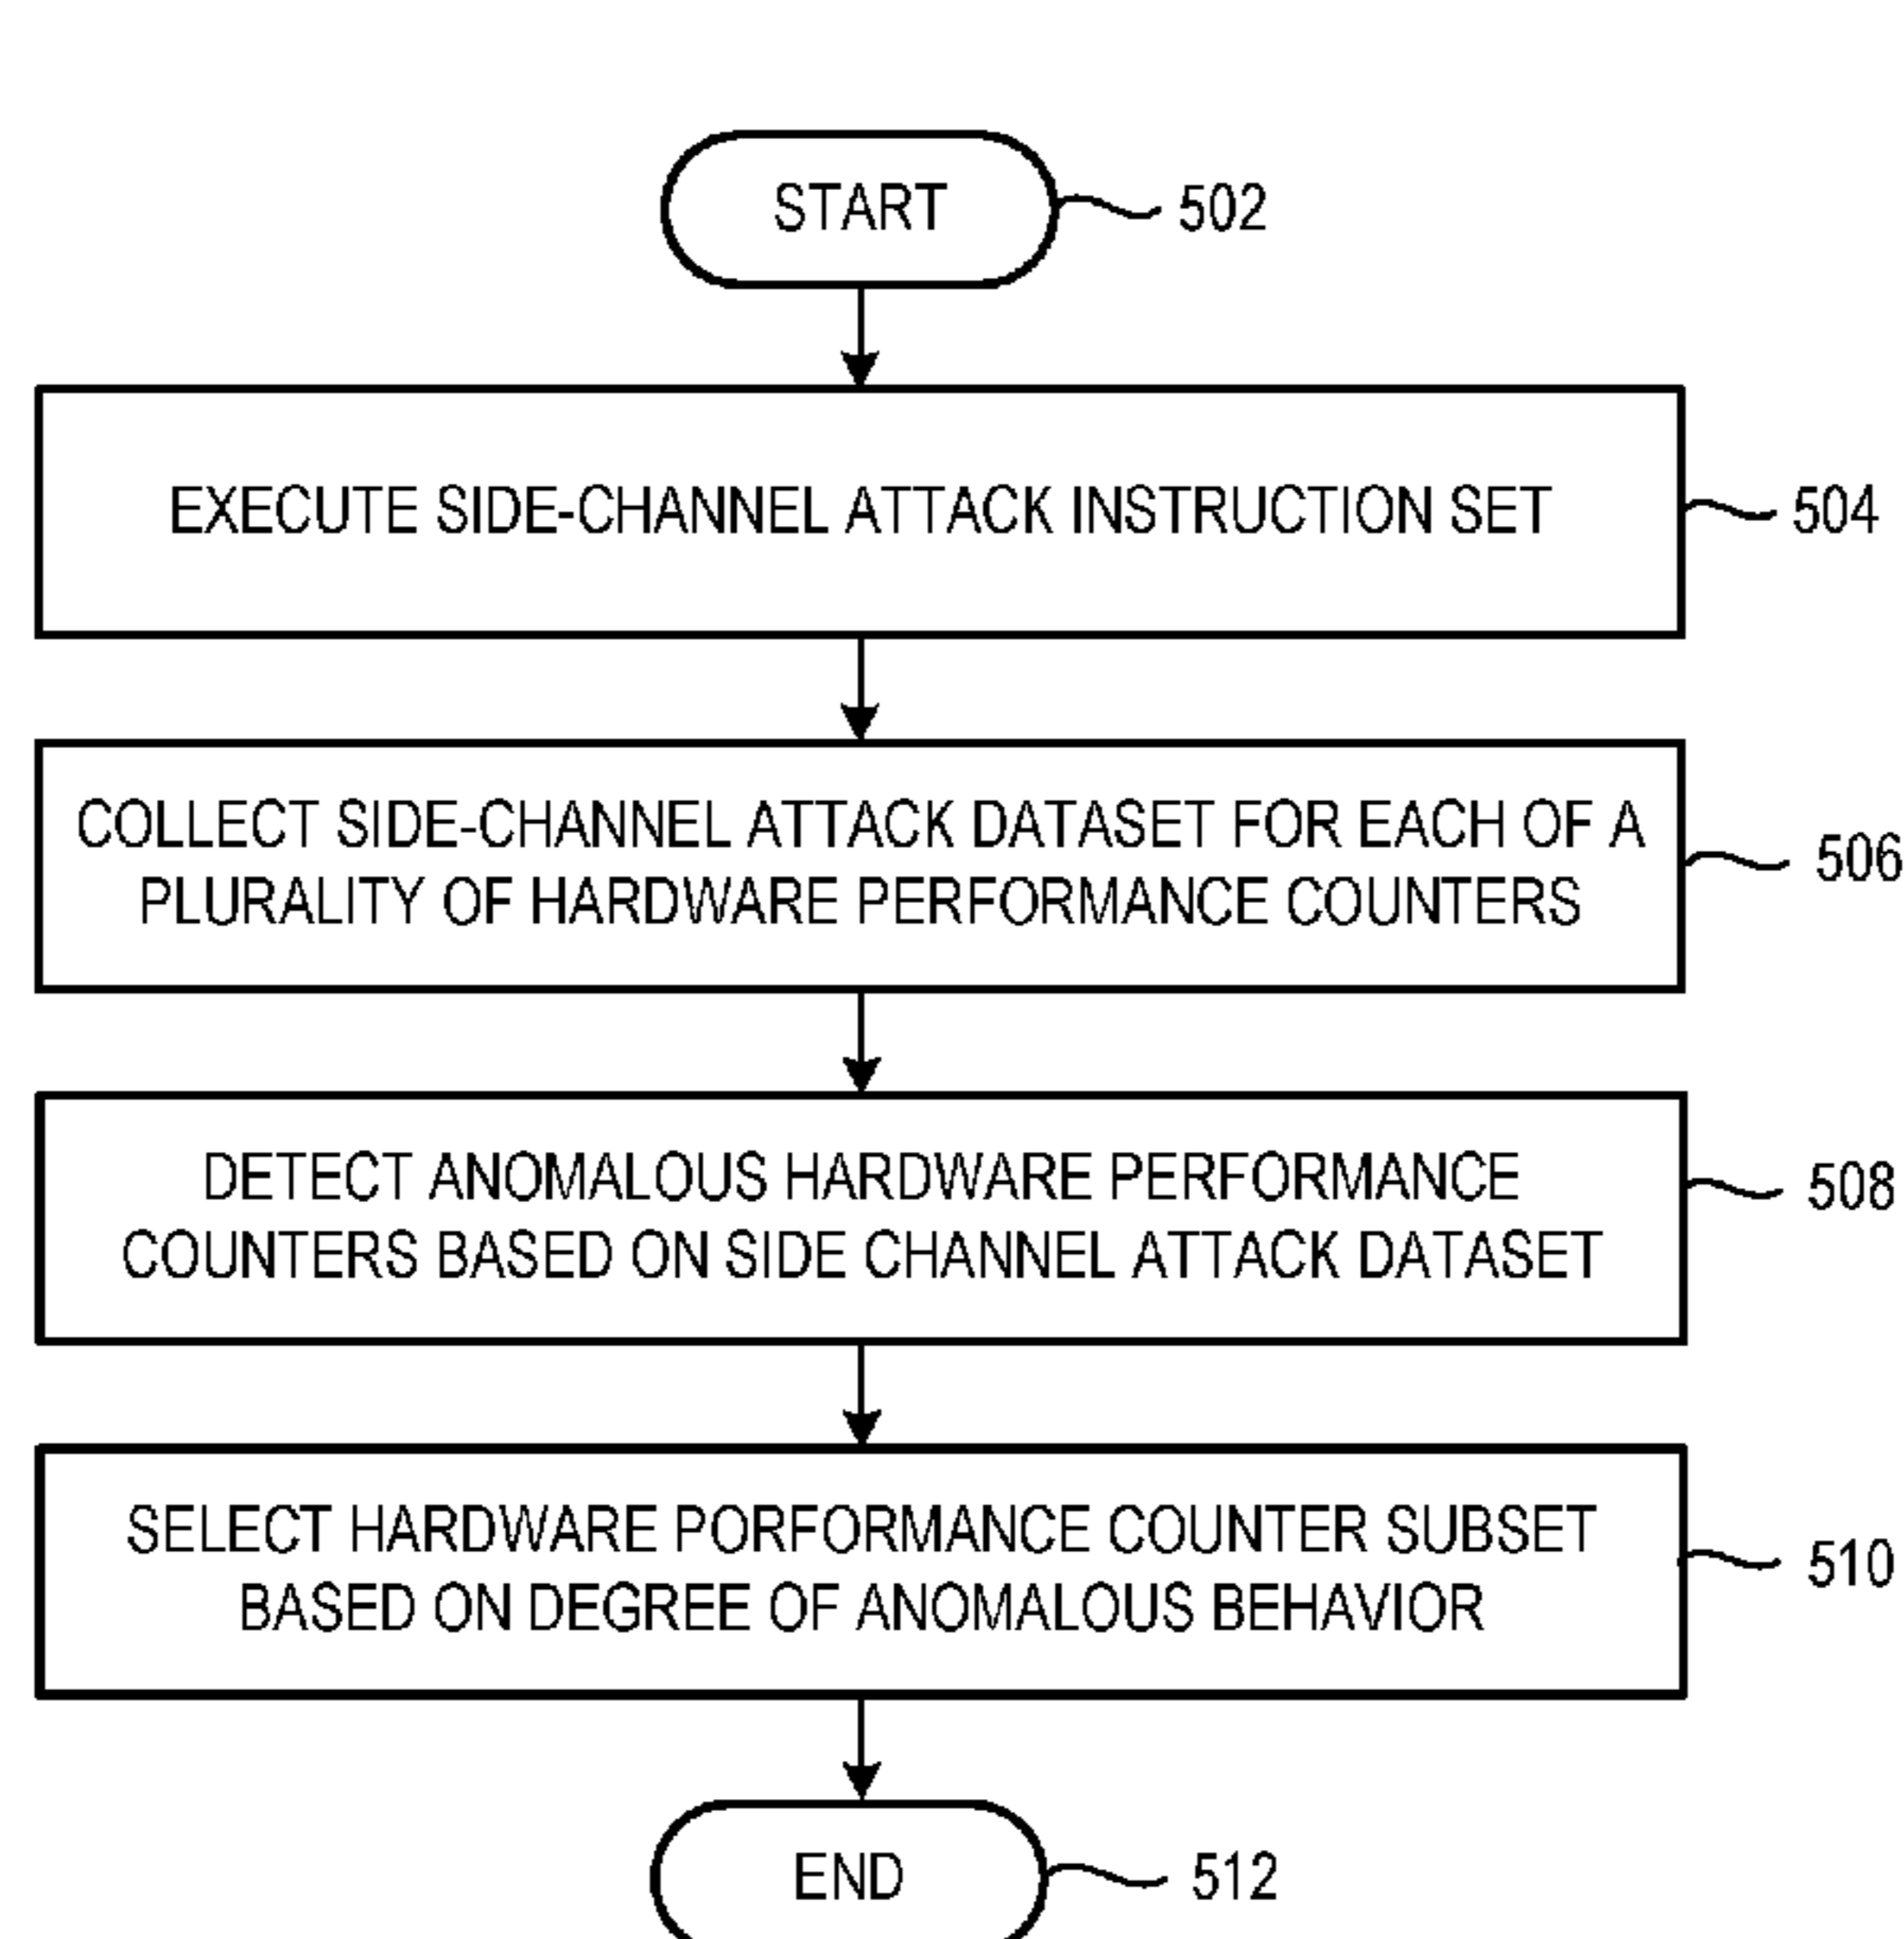 START
502
EXECUTE SIDE-CHANNEL ATTACK INSTRUCTION SET
504
COLLECT SIDE-CHANNEL ATTACK DATASET FOR EACH OF A
PLURALITY OF HARDWARE PERFORMANCE COUNTERS
506
DETECT ANOMALOUS HARDWARE PERFORMANCE
COUNTERS BASED ON SIDE CHANNEL ATTACK DATASET
508
SELECT HARDWARE PORFORMANCE COUNTER SUBSET
BASED ON DEGREE OF ANOMALOUS BEHAVIOR
510
END
512